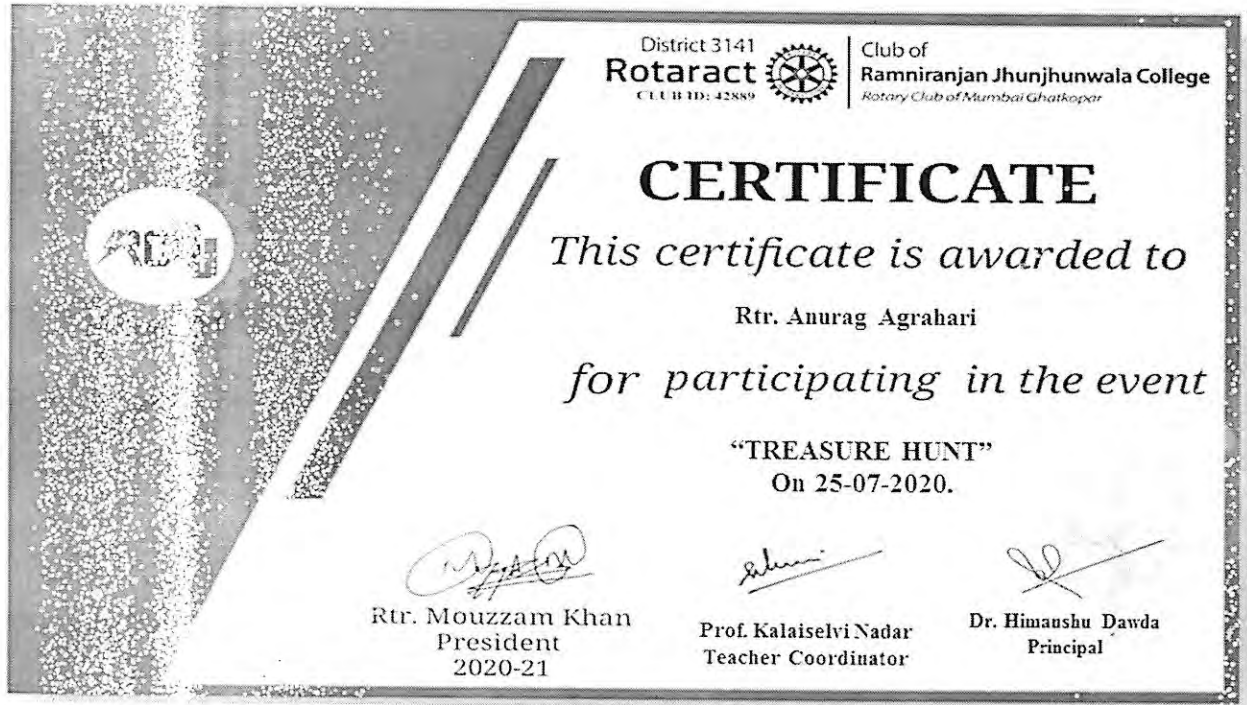 District 3141
Rotaract
CLUB ID: 42889
Club of
Ramniranjan Jhunjhunwala College
Rotary Club of Mumbai Ghatkopar
CERTIFICATE
This certificate is awarded to
Rtr. Anurag Agrahari
for participating in the event
“TREASURE HUNT”
On 25-07-2020.
Rtr. Mouzzam Khan
President
2020-21
Prof. Kalaiselvi Nadar
Teacher Coordinator
Dr. Himanshu Dawda
Principal